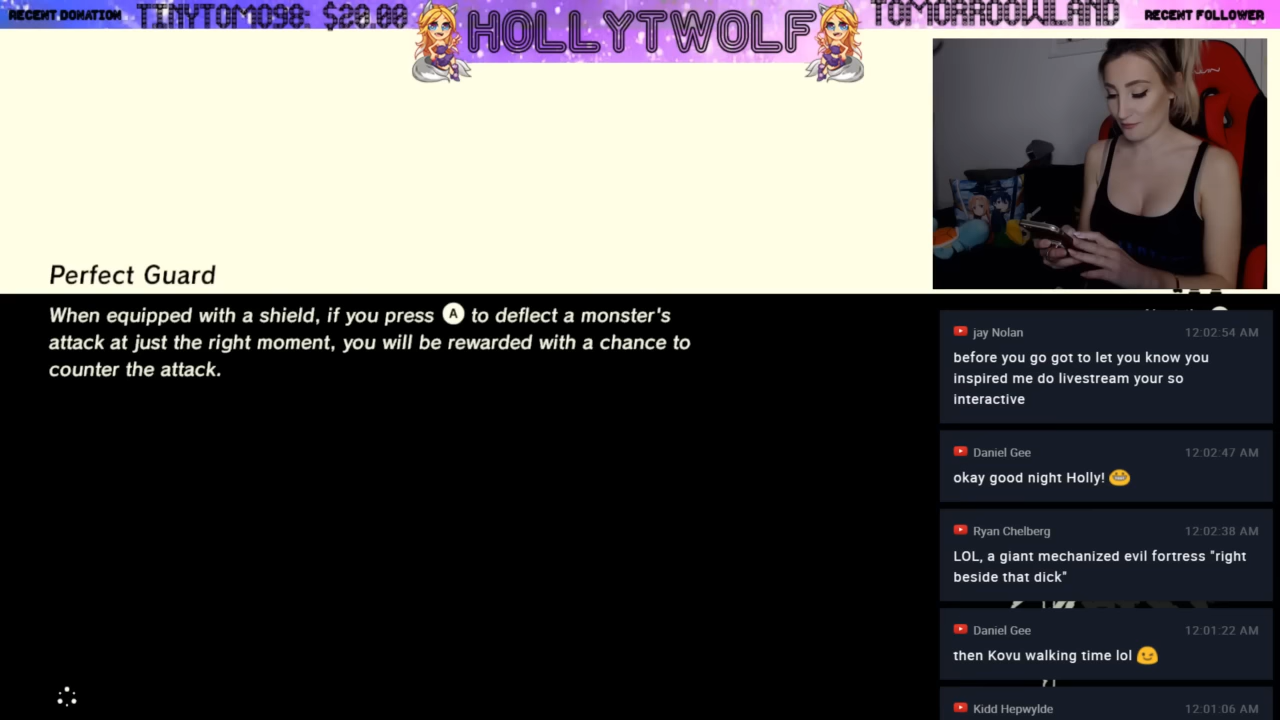 RECENT DONATION
TINYTOMO98: $20.00
HOLLYTWOLF
TOMORROOWLAND
RECENT FOLLOWER
Perfect Guard
When equipped with a shield, if you press A to deflect a monster's
attack at just the right moment, you will be rewarded with a chance to
counter the attack.
jay Nolan 12:02:54 AM
before you go got to let you know you
inspired me do livestream your so
interactive
Daniel Gee 12:02:47 AM
okay good night Holly!
Ryan Chelberg 12:02:38 AM
LOL, a giant mechanized evil fortress "right
beside that dick"
Daniel Gee 12:01:22 AM
then Kovu walking time lol
Kidd Hepwylde 12:01:06 AM